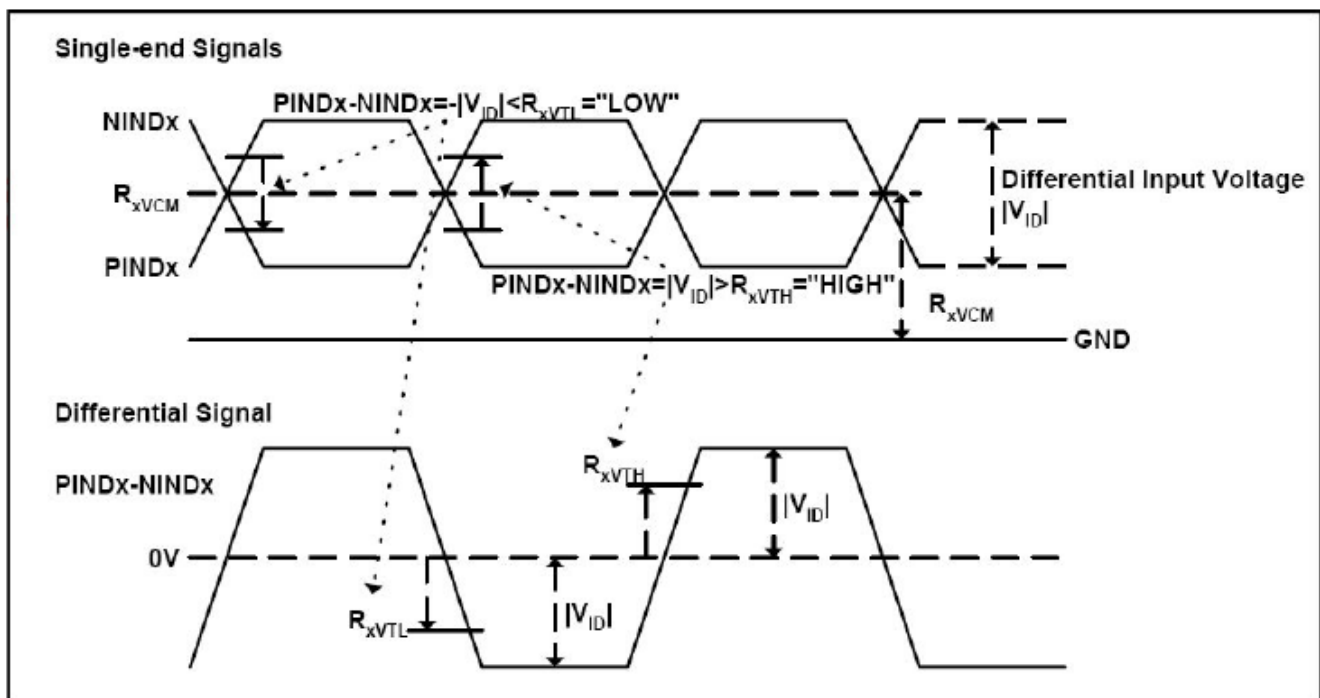 Single-end Signals
PINDx-NINDx=-|VID|<RxVTL="LOW"
NINDx
RxVCM
Differential Input Voltage
|VID|
PINDx
PINDx-NINDx=|VID|>RxVTH="HIGH"
RxVCM
GND
Differential Signal
RxVTH
PINDx-NINDx
|VID|
0V
RxVTL
|VID|